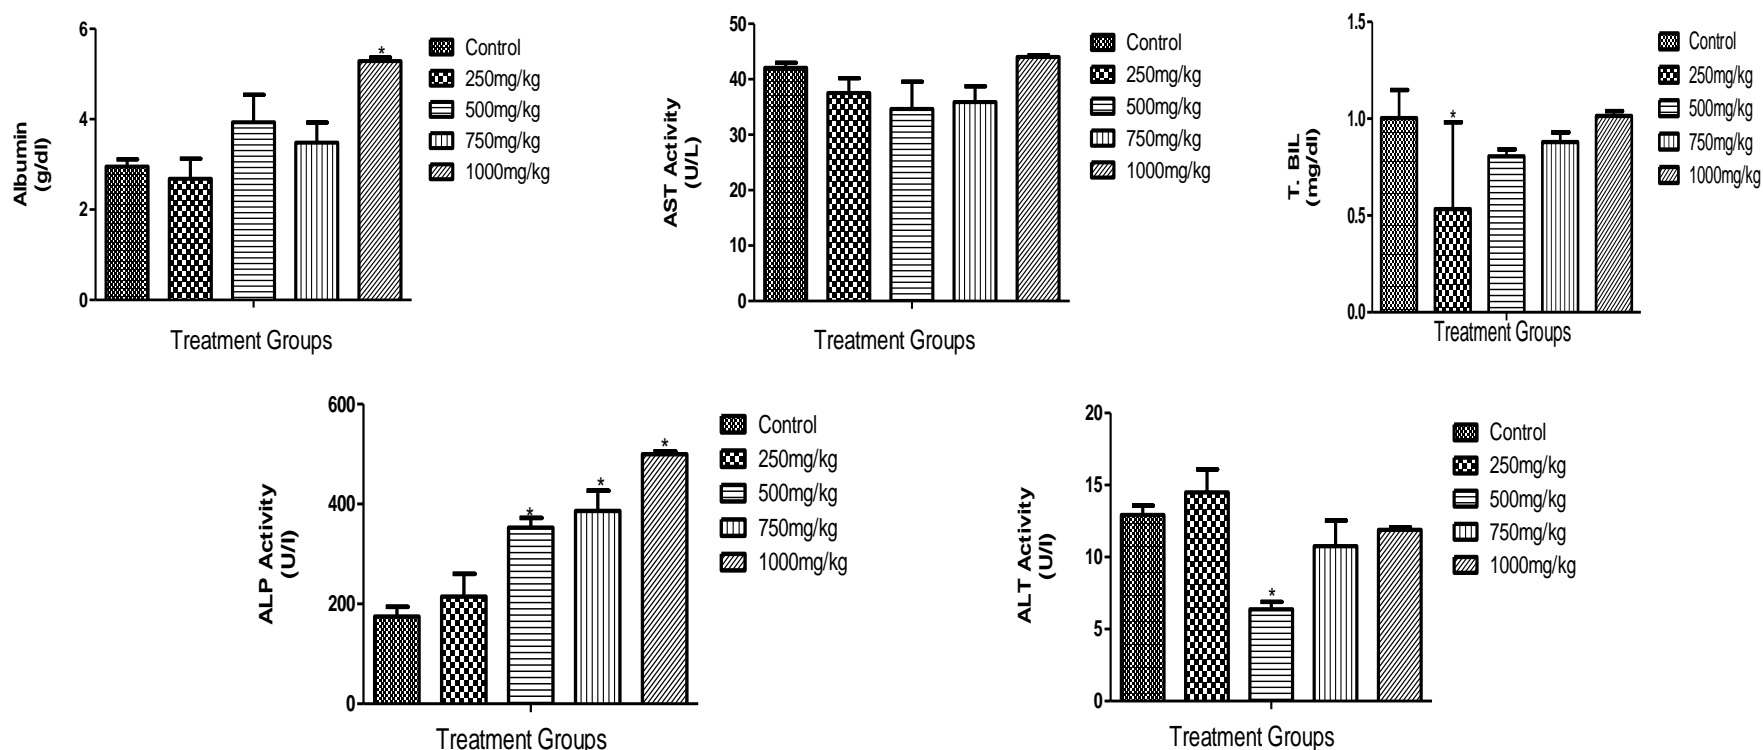 6
4
2
0
Albumin
(g/dl)
*
Treatment Groups
Control
250mg/kg
500mg/kg
750mg/kg
1000mg/kg
50
40
30
20
10
0
AST Activity
(U/L)
Treatment Groups
Control
250mg/kg
500mg/kg
750mg/kg
1000mg/kg
1.5
1.0
0.5
0.0
T. BIL
(mg/dl)
*
Treatment Groups
Control
250mg/kg
500mg/kg
750mg/kg
1000mg/kg
600
400
200
0
ALP Activity
(U/l)
*
*
*
Treatment Groups
Control
250mg/kg
500mg/kg
750mg/kg
1000mg/kg
20
15
10
5
0
ALT Activity
(U/l)
*
Treatment Groups
Control
250mg/kg
500mg/kg
750mg/kg
1000mg/kg